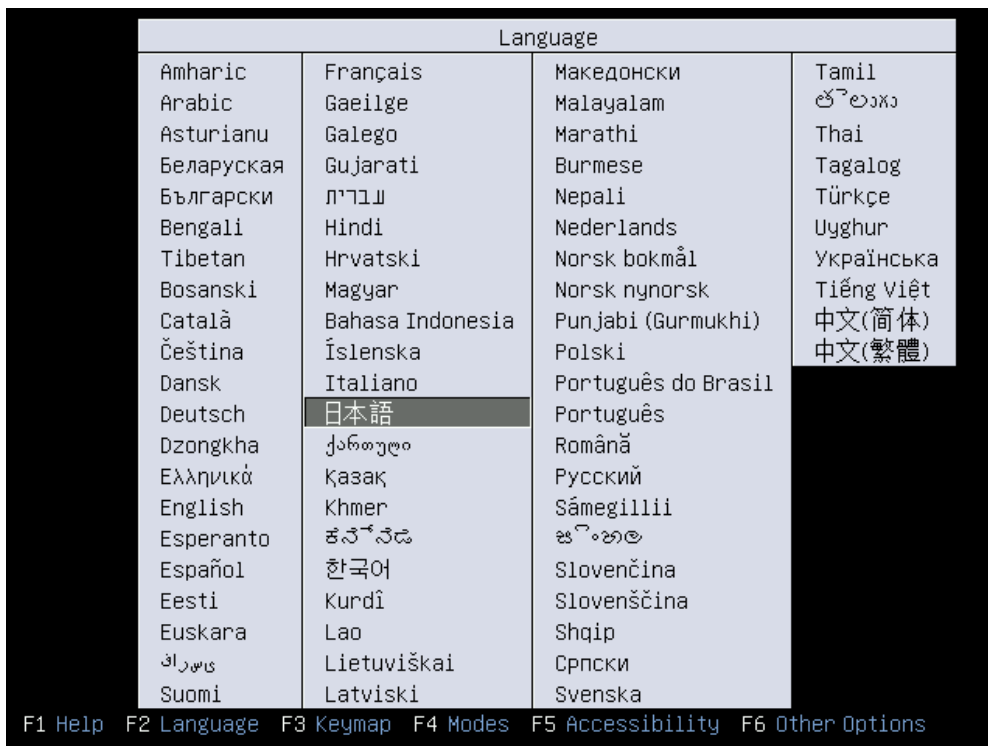 Language
Amharic
Arabic
Asturianu
Беларуская
Български
Bengali
Tibetan
Bosanski
Català
Čeština
Dansk
Deutsch
Dzongkha
Ελληνικά
English
Esperanto
Español
Eesti
Euskara
فارسی
Suomi
Français
Gaeilge
Galego
Gujarati
עברית
Hindi
Hrvatski
Magyar
Bahasa Indonesia
Íslenska
Italiano
日本語
ქართული
Қазақ
Khmer
ಕನ್ನಡ
한국어
Kurdî
Lao
Lietuviškai
Latviski
Македонски
Malayalam
Marathi
Burmese
Nepali
Nederlands
Norsk bokmål
Norsk nynorsk
Punjabi (Gurmukhi)
Polski
Português do Brasil
Português
Română
Русский
Sámegillii
සිංහල
Slovenčina
Slovenščina
Shqip
Српски
Svenska
Tamil
తెలుగు
Thai
Tagalog
Türkçe
Uyghur
Українська
Tiếng Việt
中文(简体)
中文(繁體)
F1 Help F2 Language F3 Keymap F4 Modes F5 Accessibility F6 Other Options